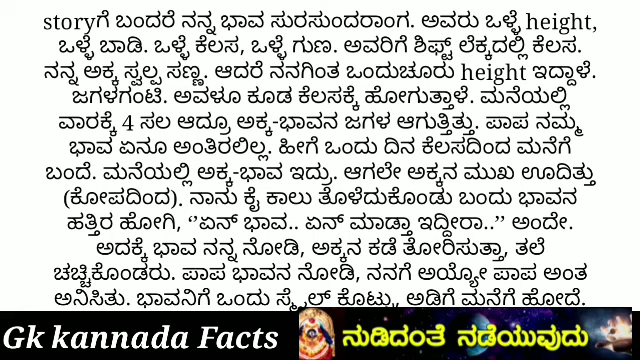 storyಗೆ ಬಂದರೆ ನನ್ನ ಭಾವ ಸುರಸುಂದರಾಂಗ. ಅವರು ಒಳ್ಳೆ height,
ಒಳ್ಳೆ ಬಾಡಿ. ಒಳ್ಳೆ ಕೆಲಸ, ಒಳ್ಳೆ ಗುಣ. ಅವರಿಗೆ ಶಿಫ್ಟ್ ಲೆಕ್ಕದಲ್ಲಿ ಕೆಲಸ.
ನನ್ನ ಅಕ್ಕ ಸ್ವಲ್ಪ ಸಣ್ಣ. ಆದರೆ ನನಗಿಂತ ಒಂದುಚೂರು height ಇದ್ದಾಳೆ.
ಜಗಳಗಂಟಿ. ಅವಳೂ ಕೂಡ ಕೆಲಸಕ್ಕೆ ಹೋಗುತ್ತಾಳೆ. ಮನೆಯಲ್ಲಿ
ವಾರಕ್ಕೆ 4 ಸಲ ಆದ್ರೂ ಅಕ್ಕ-ಭಾವನ ಜಗಳ ಆಗುತ್ತಿತ್ತು. ಪಾಪ ನಮ್ಮ
ಭಾವ ಏನೂ ಅಂತಿರಲಿಲ್ಲ. ಹೀಗೆ ಒಂದು ದಿನ ಕೆಲಸದಿಂದ ಮನೆಗೆ
ಬಂದೆ. ಮನೆಯಲ್ಲಿ ಅಕ್ಕ-ಭಾವ ಇದ್ರು. ಆಗಲೇ ಅಕ್ಕನ ಮುಖ ಊದಿತ್ತು
(ಕೋಪದಿಂದ). ನಾನು ಕೈ ಕಾಲು ತೊಳೆದುಕೊಂಡು ಬಂದು ಭಾವನ
ಹತ್ತಿರ ಹೋಗಿ, ‘’ಏನ್ ಭಾವ.. ಏನ್ ಮಾಡ್ತಾ ಇದ್ದೀರಾ..’’ ಅಂದೇ.
ಅದಕ್ಕೆ ಭಾವ ನನ್ನ ನೋಡಿ, ಅಕ್ಕನ ಕಡೆ ತೋರಿಸುತ್ತಾ, ತಲೆ
ಚಚ್ಚಿಕೊಂಡರು. ಪಾಪ ಭಾವನ ನೋಡಿ, ನನಗೆ ಅಯ್ಯೋ ಪಾಪ ಅಂತ
ಅನಿಸಿತು. ಭಾವನಿಗೆ ಒಂದು ಸ್ಮೈಲ್ ಕೊಟ್ಟು, ಅಡಿಗೆ ಮನೆಗೆ ಹೋದೆ.
Gk kannada Facts ನುಡಿದಂತೆ ನಡೆಯುವುದು